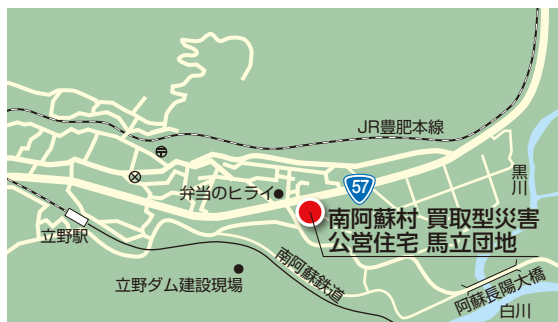 JR豊肥本線
57
黒川
弁当のヒライ
南阿蘇村 買取型災害
公営住宅 馬立団地
立野駅
南阿蘇鉄道
立野ダム建設現場
阿蘇長陽大橋
白川